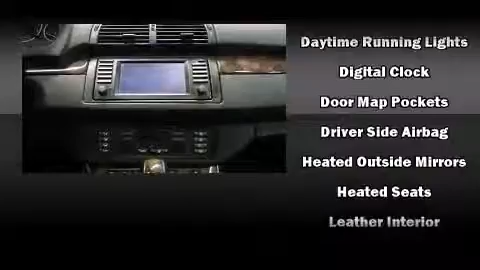 Daytime Running Lights
Digital Clock
Door Map Pockets
Driver Side Airbag
Heated Outside Mirrors
Heated Seats
Leather Interior